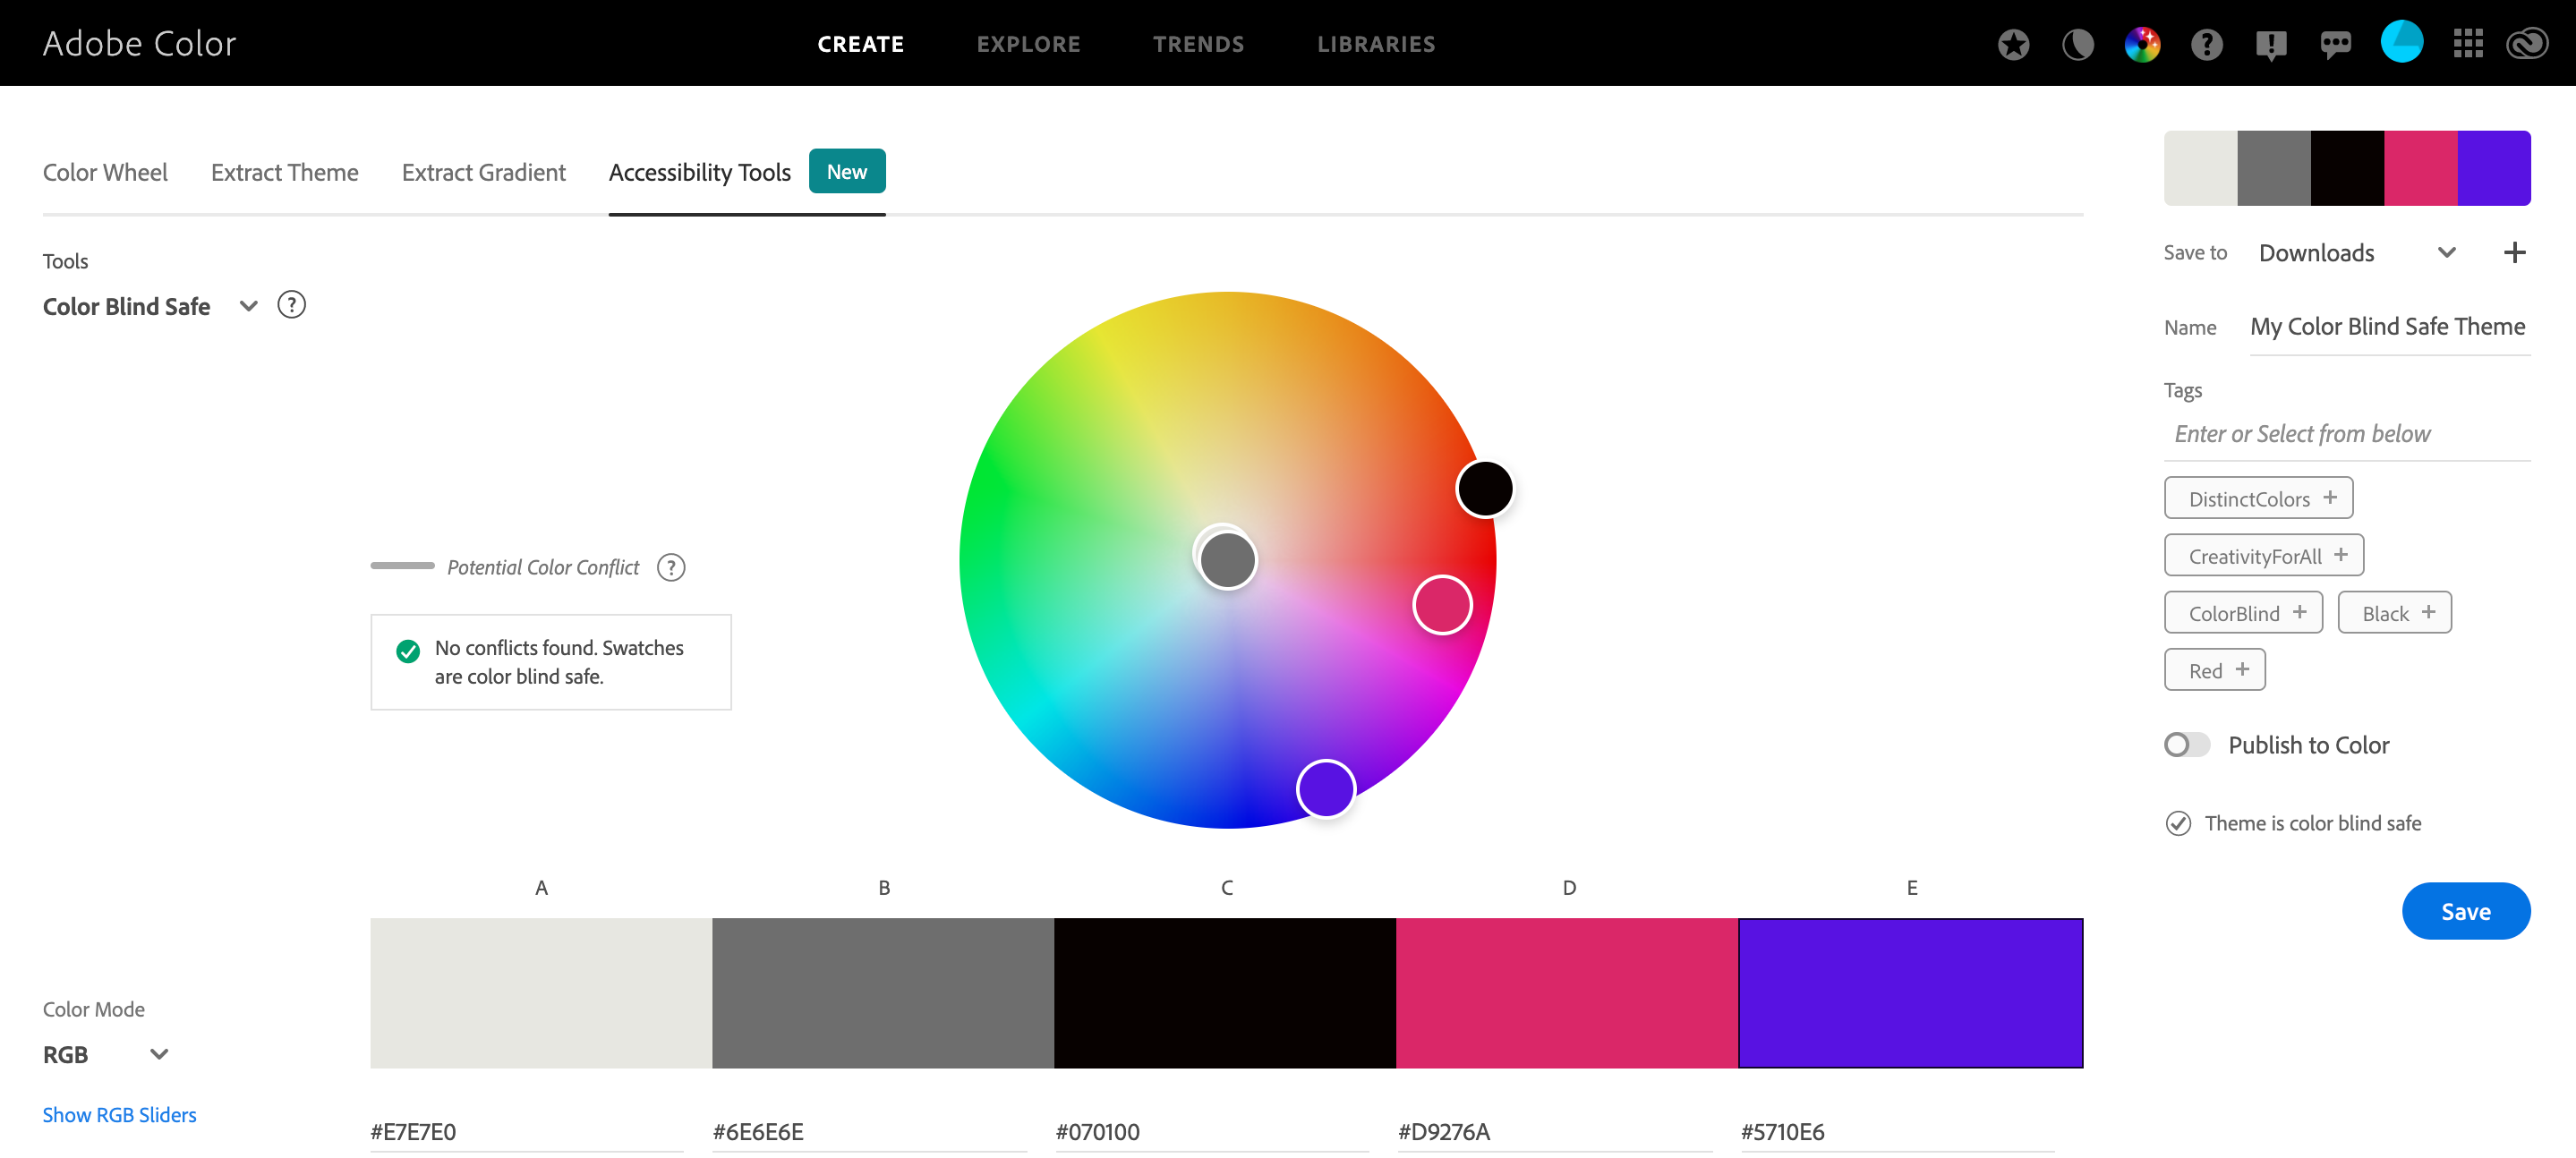 Adobe Color
CREATE
EXPLORE
TRENDS
LIBRARIES
Color Wheel
Extract Theme
Extract Gradient
Accessibility Tools
New
Tools
Color Blind Safe
?
Potential Color Conflict
?
No conflicts found. Swatches
are color blind safe.
A
B
C
D
E
Color Mode
RGB
Show RGB Sliders
#E7E7E0
#6E6E6E
#070100
#D9276A
#5710E6
Save to
Downloads
+
Name
My Color Blind Safe Theme
Tags
Enter or Select from below
DistinctColors +
CreativityForAll +
ColorBlind +
Black +
Red +
Publish to Color
Theme is color blind safe
Save